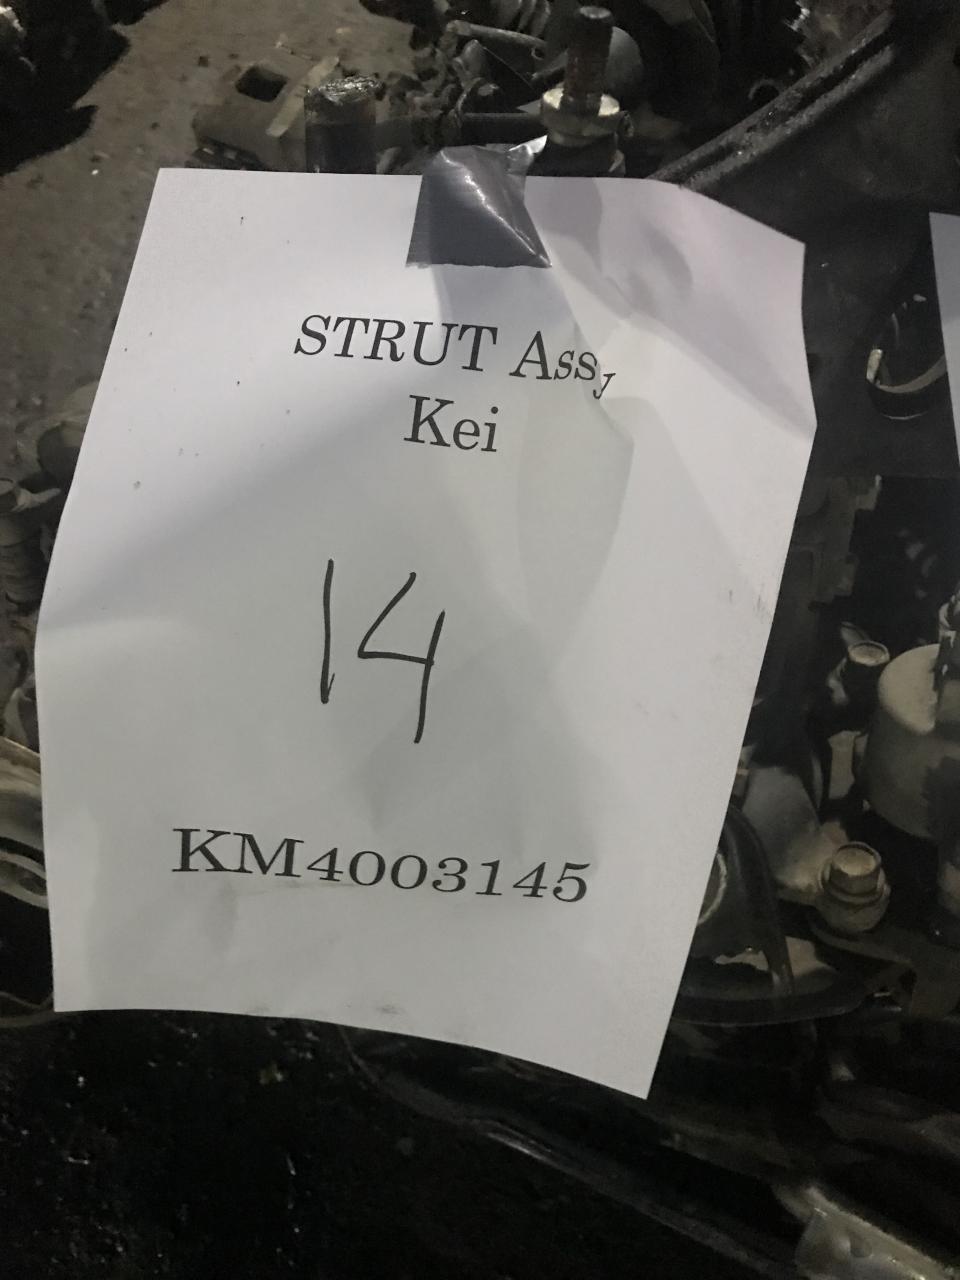 STRUT Assy
Kei
14
KM4003145